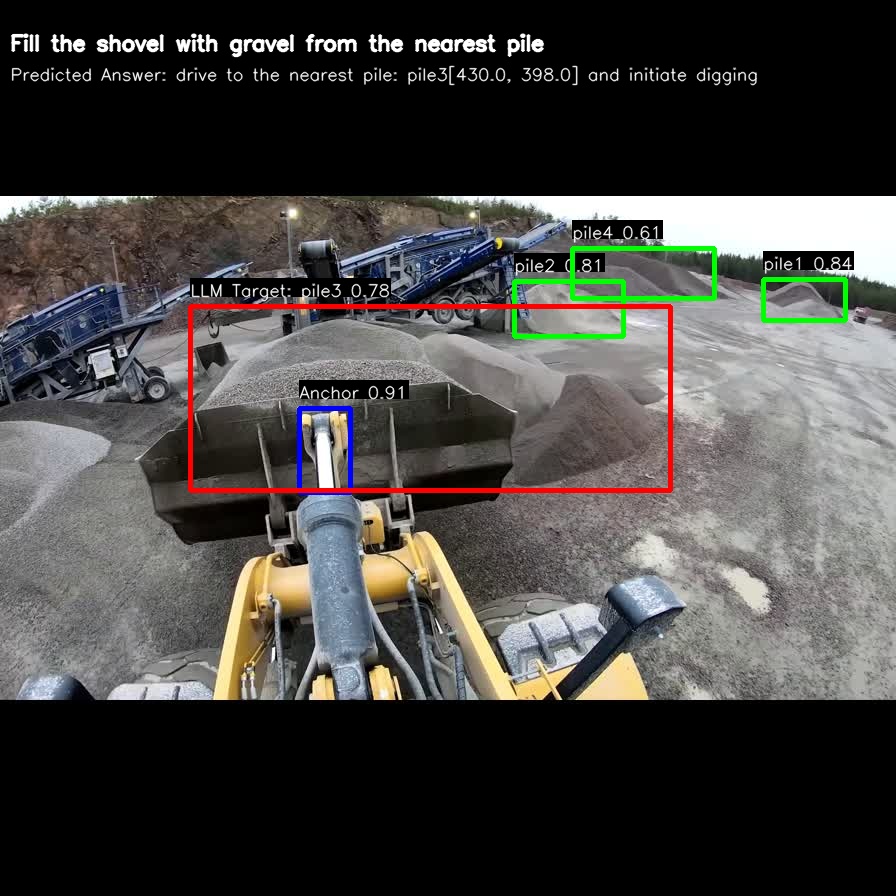 Fill the shovel with gravel from the nearest pile
Predicted Answer: drive to the nearest pile: pile3[430.0, 398.0] and initiate digging
pile4 0.61
pile2 0.81
pile1 0.84
LLM Target: pile3 0.78
Anchor 0.91